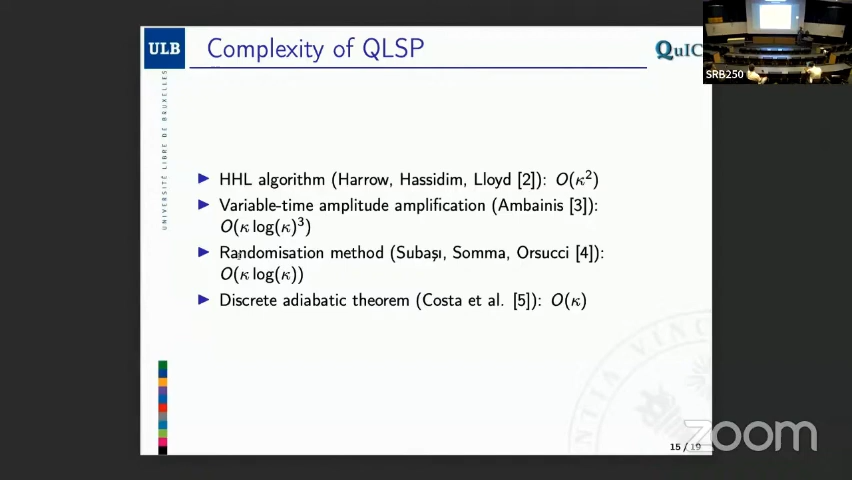 ULB
Complexity of QLSP
QuIC
SRB250
UNIVERSITÉ LIBRE DE BRUXELLES
HHL algorithm (Harrow, Hassidim, Lloyd [2]): O(κ²)
Variable-time amplitude amplification (Ambainis [3]):
O(κ log(κ)³)
Randomisation method (Subaşı, Somma, Orsucci [4]):
O(κ log(κ))
Discrete adiabatic theorem (Costa et al. [5]): O(κ)
15 / 19
zoom